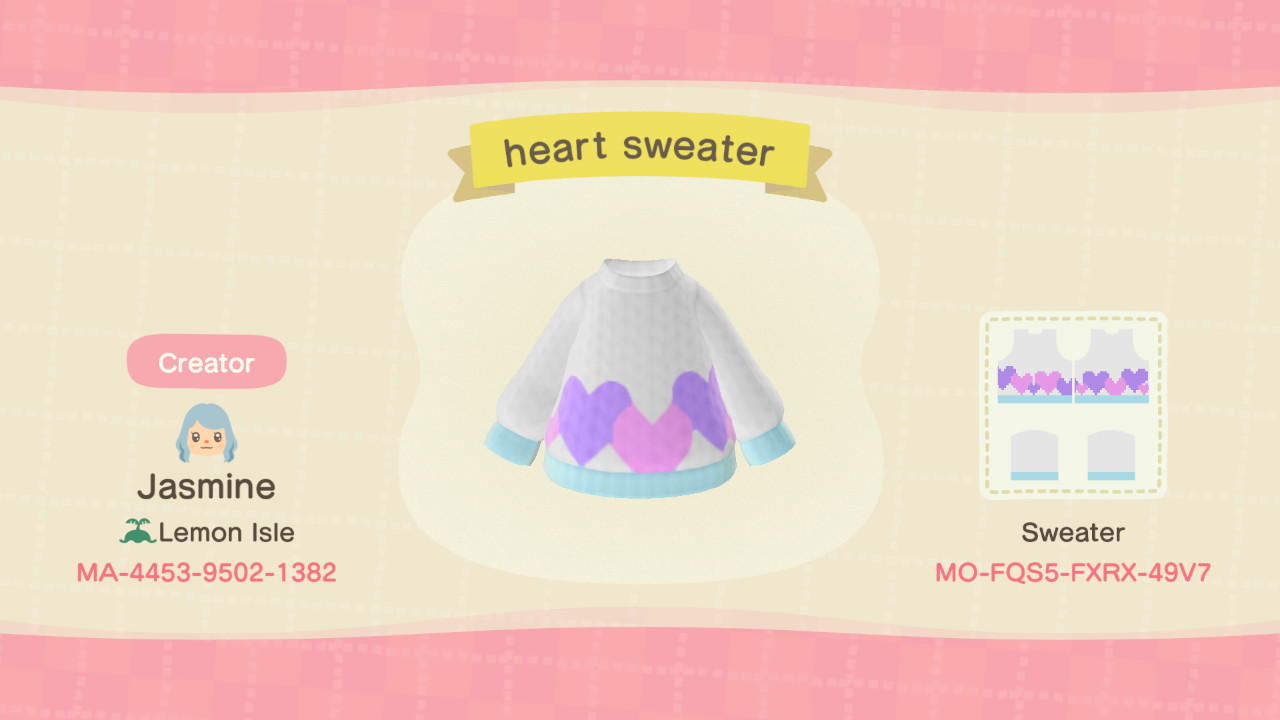 heart sweater
Creator
Jasmine
Lemon Isle
MA-4453-9502-1382
Sweater
MO-FQS5-FXRX-49V7